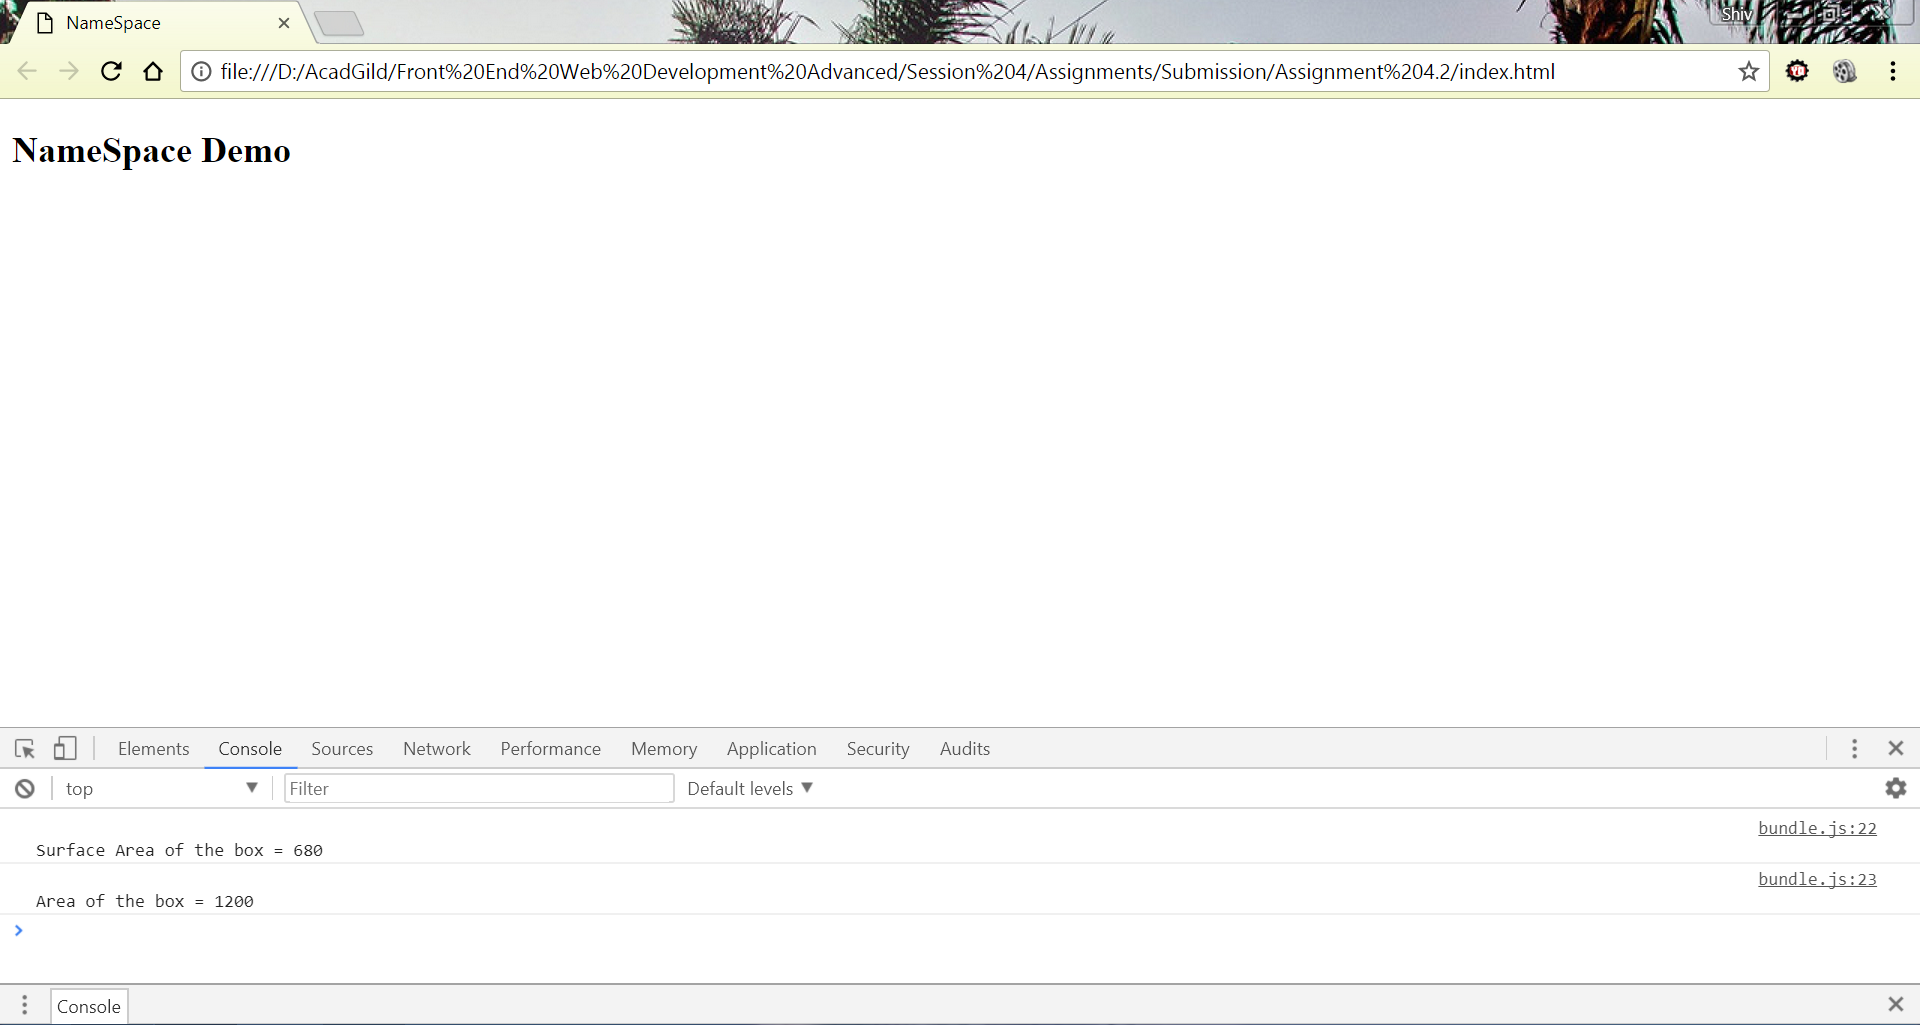 NameSpace
Shiv
file:///D:/AcadGild/Front%20End%20Web%20Development%20Advanced/Session%204/Assignments/Submission/Assignment%204.2/index.html
NameSpace Demo
Elements Console Sources Network Performance Memory Application Security Audits
top Filter Default levels
bundle.js:22
Surface Area of the box = 680
bundle.js:23
Area of the box = 1200
Console